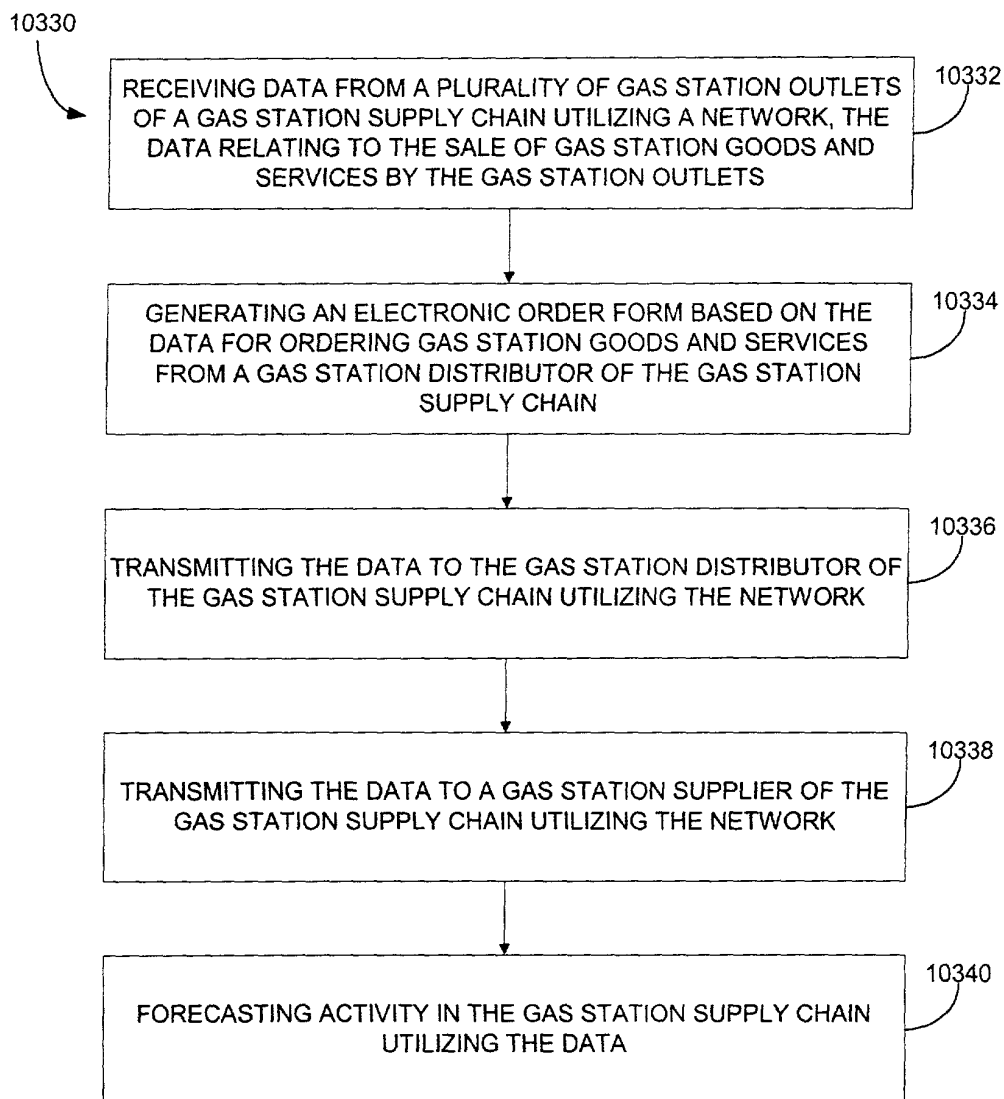 10330
RECEIVING DATA FROM A PLURALITY OF GAS STATION OUTLETS
OF A GAS STATION SUPPLY CHAIN UTILIZING A NETWORK, THE
DATA RELATING TO THE SALE OF GAS STATION GOODS AND
SERVICES BY THE GAS STATION OUTLETS
10332
GENERATING AN ELECTRONIC ORDER FORM BASED ON THE
DATA FOR ORDERING GAS STATION GOODS AND SERVICES
FROM A GAS STATION DISTRIBUTOR OF THE GAS STATION
SUPPLY CHAIN
10334
TRANSMITTING THE DATA TO THE GAS STATION DISTRIBUTOR OF
THE GAS STATION SUPPLY CHAIN UTILIZING THE NETWORK
10336
TRANSMITTING THE DATA TO A GAS STATION SUPPLIER OF THE
GAS STATION SUPPLY CHAIN UTILIZING THE NETWORK
10338
FORECASTING ACTIVITY IN THE GAS STATION SUPPLY CHAIN
UTILIZING THE DATA
10340